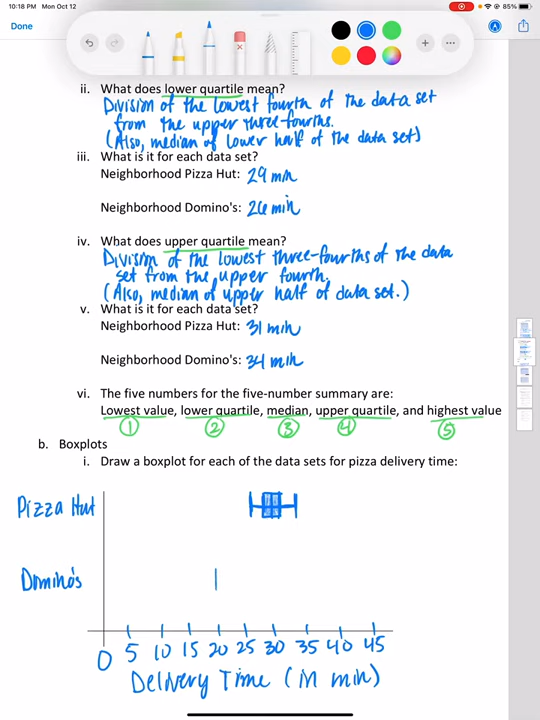 10:18 PM Mon Oct 12
85%
Done
ii. What does lower quartile mean?
Division of the lowest fourth of the data set
from the upper three-fourths.
(Also, median of lower half of the data set)
iii. What is it for each data set?
Neighborhood Pizza Hut: 29 min
Neighborhood Domino's: 26 min
iv. What does upper quartile mean?
Division of the lowest three-fourths of the data
set from the upper fourth.
(Also, median of upper half of data set.)
v. What is it for each data set?
Neighborhood Pizza Hut: 31 min
Neighborhood Domino's: 34 min
vi. The five numbers for the five-number summary are:
Lowest value, lower quartile, median, upper quartile, and highest value
1 2 3 4 5
b. Boxplots
i. Draw a boxplot for each of the data sets for pizza delivery time:
Pizza Hut
Domino's
0 5 10 15 20 25 30 35 40 45
Delivery Time (in min)